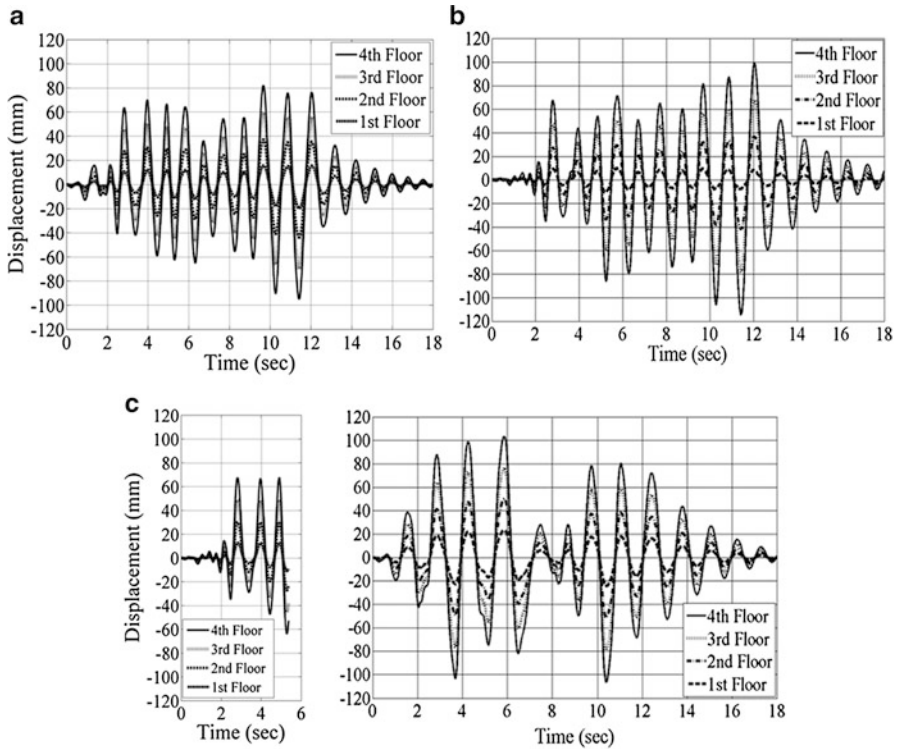 a
120
100
80
60
40
20
0
-20
-40
-60
-80
-100
-120
Displacement (mm)
4th Floor
3rd Floor
2nd Floor
1st Floor
0 2 4 6 8 10 12 14 16 18
Time (sec)
b
120
100
80
60
40
20
0
-20
-40
-60
-80
-100
-120
4th Floor
3rd Floor
2nd Floor
1st Floor
0 2 4 6 8 10 12 14 16 18
Time (sec)
c
120
100
80
60
40
20
0
-20
-40
-60
-80
-100
-120
Displacement (mm)
4th Floor
3rd Floor
2nd Floor
1st Floor
0 2 4 6
Time (sec)
120
100
80
60
40
20
0
-20
-40
-60
-80
-100
-120
4th Floor
3rd Floor
2nd Floor
1st Floor
0 2 4 6 8 10 12 14 16 18
Time (sec)